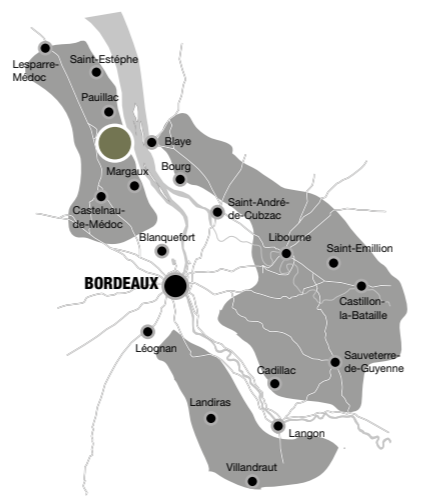 Lesparre-
Médoc
Saint-Estéphe
Pauillac
Blaye
Margaux
Bourg
Castelnau-
de-Médoc
Saint-André-
de-Cubzac
Blanquefort
Libourne
Saint-Emillion
BORDEAUX
Castillon-
la-Bataille
Léognan
Sauveterre-
de-Guyenne
Cadillac
Landiras
Langon
Villandraut